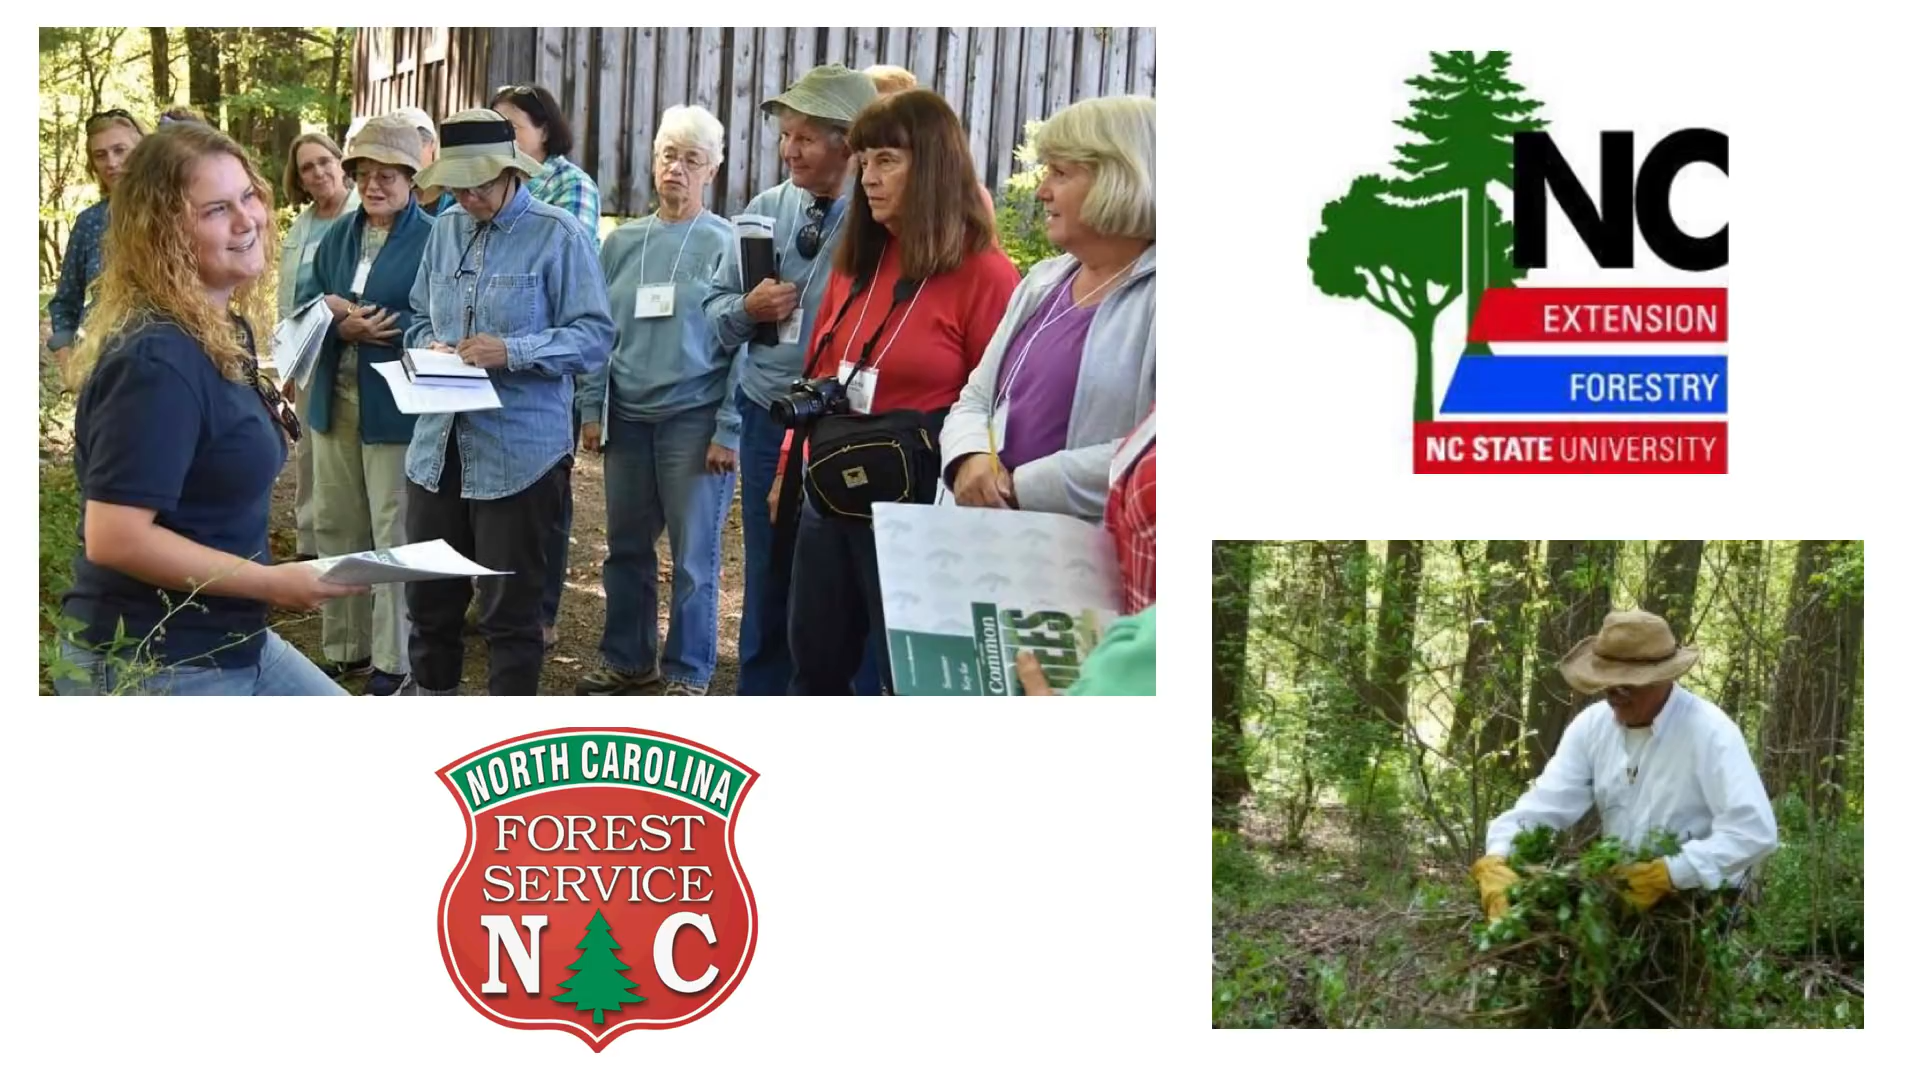 NC
EXTENSION
FORESTRY
NC STATE UNIVERSITY
Common
NORTH CAROLINA
FOREST
SERVICE
N C